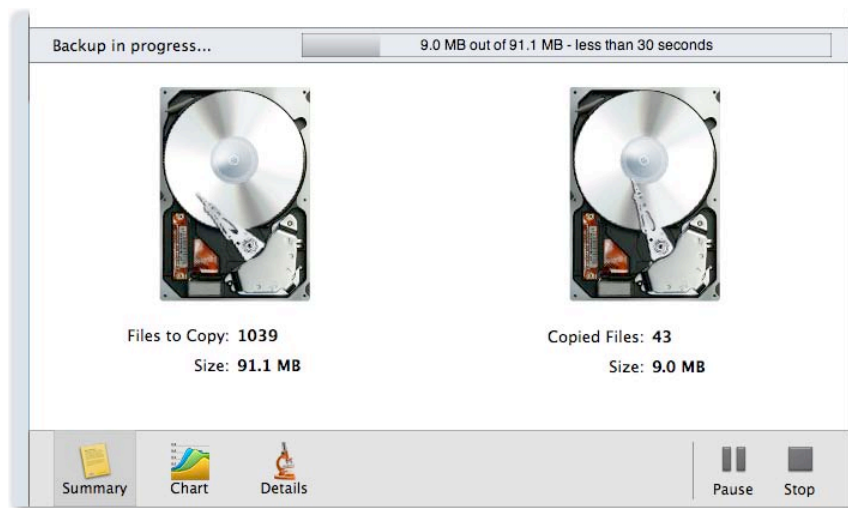 Backup in progress...
9.0 MB out of 91.1 MB - less than 30 seconds
Files to Copy: 1039
Size: 91.1 MB
Copied Files: 43
Size: 9.0 MB
Summary
Chart
Details
Pause
Stop